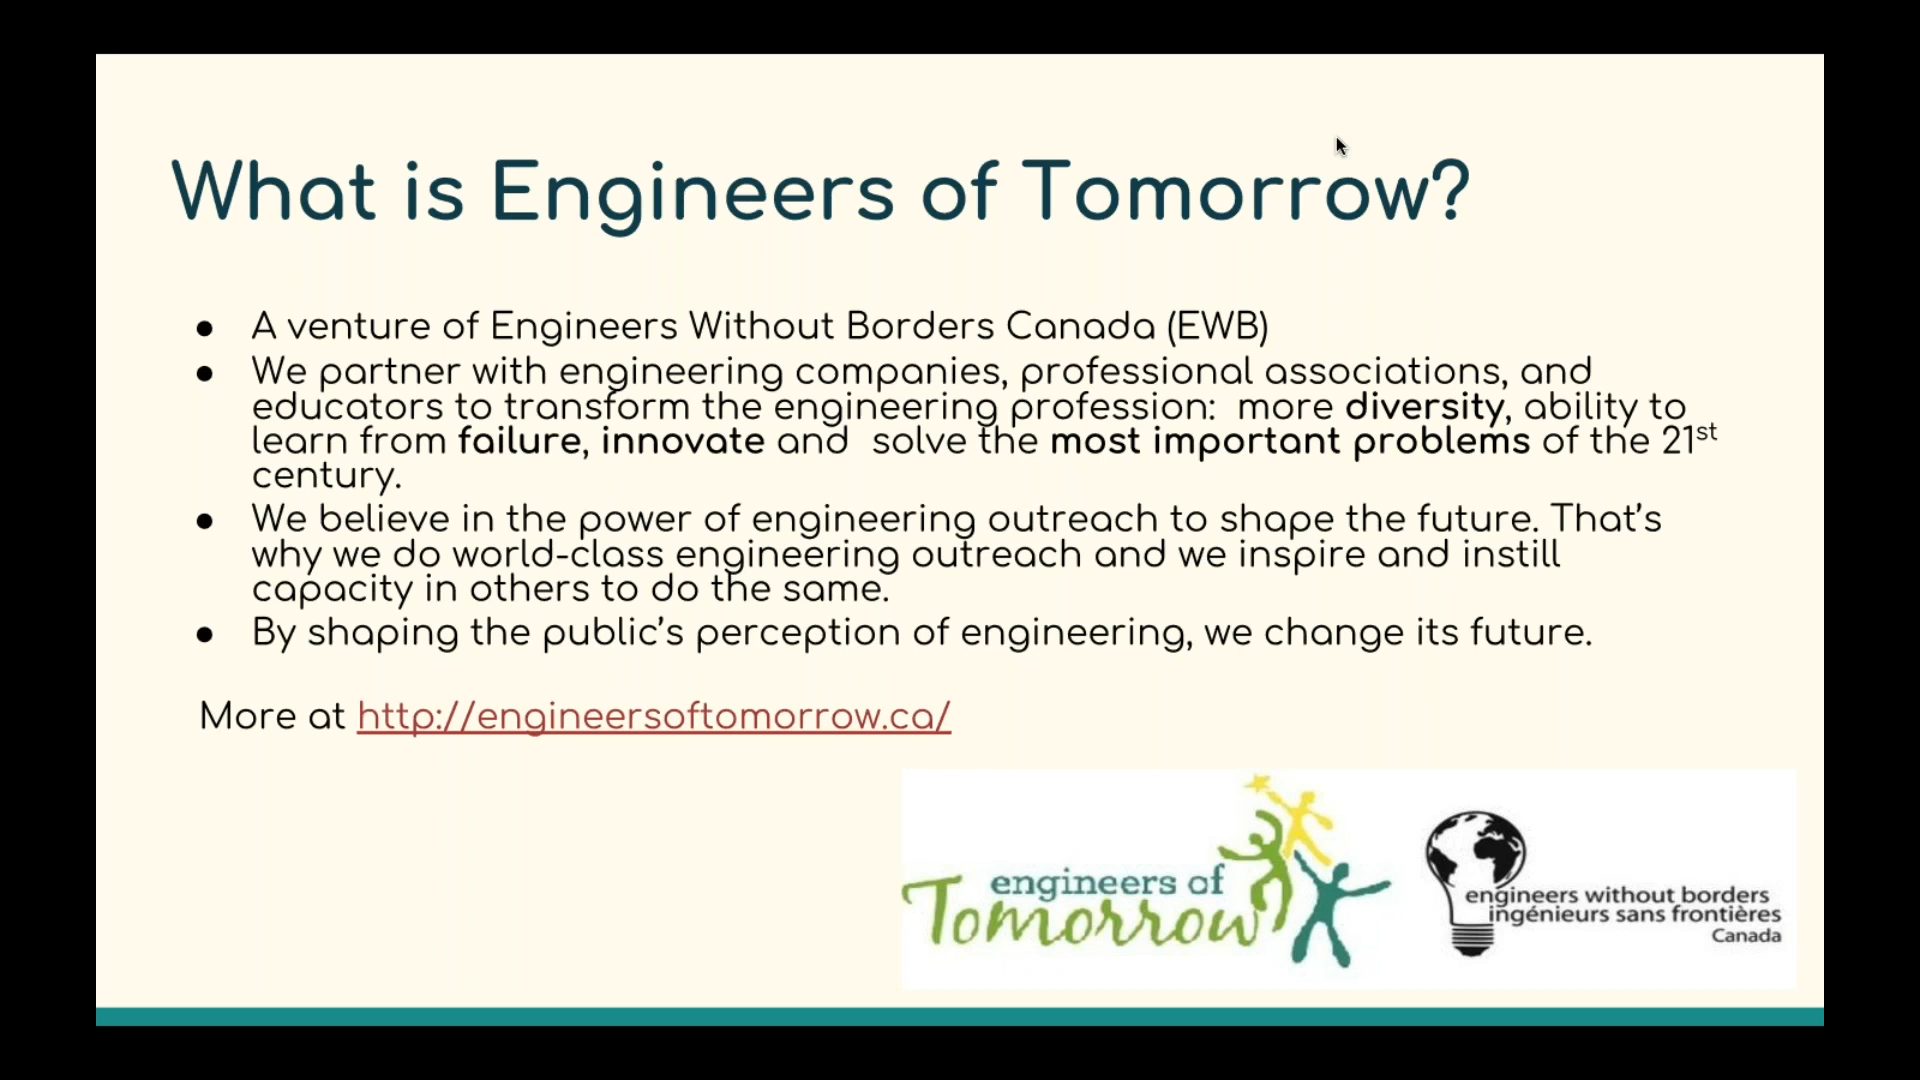 What is Engineers of Tomorrow?
● A venture of Engineers Without Borders Canada (EWB)
● We partner with engineering companies, professional associations, and
educators to transform the engineering profession:  more diversity, ability to
learn from failure, innovate and  solve the most important problems of the 21st
century.
● We believe in the power of engineering outreach to shape the future. That’s
why we do world-class engineering outreach and we inspire and instill
capacity in others to do the same.
● By shaping the public’s perception of engineering, we change its future.
More at http://engineersoftomorrow.ca/
engineers of
Tomorrow
engineers without borders
ingénieurs sans frontières
Canada